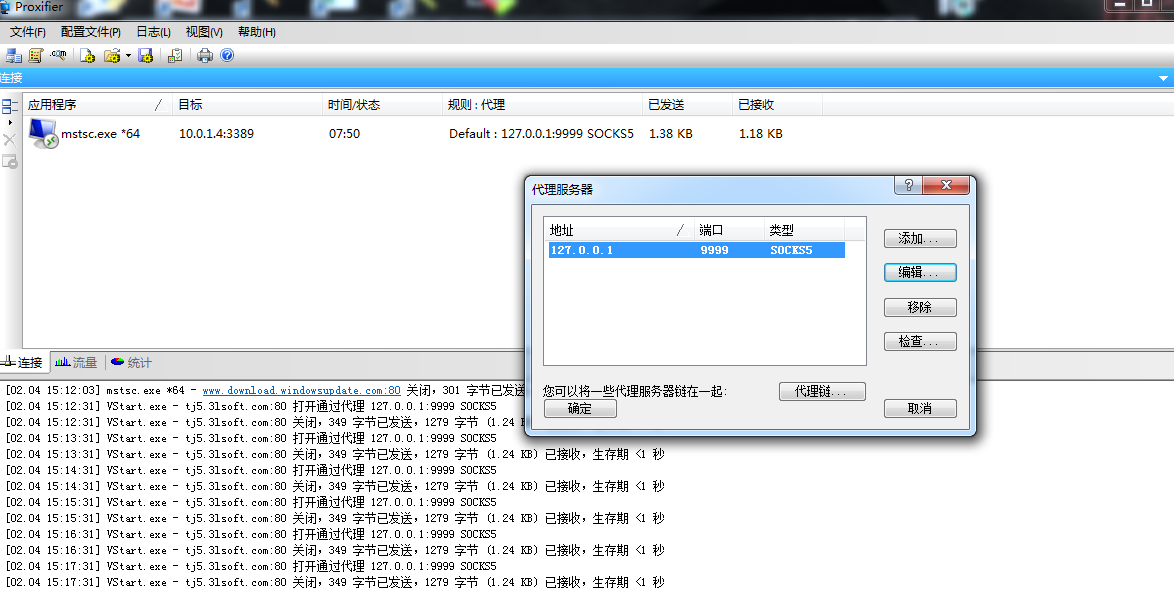 Proxifier
文件(F) 配置文件(P) 日志(L) 视图(V) 帮助(H)
连接
应用程序 目标 时间/状态 规则 : 代理 已发送 已接收
mstsc.exe *64 10.0.1.4:3389 07:50 Default : 127.0.0.1:9999 SOCKS5 1.38 KB 1.18 KB
代理服务器
地址 端口 类型
127.0.0.1 9999 SOCKS5
添加...
编辑...
移除
检查...
您可以将一些代理服务器链在一起:
代理链...
确定
取消
连接 流量 统计
[02.04 15:12:03] mstsc.exe *64 - www.download.windowsupdate.com:80 关闭，301 字节已发送
[02.04 15:12:31] VStart.exe - tj5.3lsoft.com:80 打开通过代理 127.0.0.1:9999 SOCKS5
[02.04 15:12:31] VStart.exe - tj5.3lsoft.com:80 关闭，349 字节已发送，1279 字节 (1.24
[02.04 15:13:31] VStart.exe - tj5.3lsoft.com:80 打开通过代理 127.0.0.1:9999 SOCKS5
[02.04 15:13:31] VStart.exe - tj5.3lsoft.com:80 关闭，349 字节已发送，1279 字节 (1.24 KB) 已接收，生存期 <1 秒
[02.04 15:14:31] VStart.exe - tj5.3lsoft.com:80 打开通过代理 127.0.0.1:9999 SOCKS5
[02.04 15:14:31] VStart.exe - tj5.3lsoft.com:80 关闭，349 字节已发送，1279 字节 (1.24 KB) 已接收，生存期 <1 秒
[02.04 15:15:31] VStart.exe - tj5.3lsoft.com:80 打开通过代理 127.0.0.1:9999 SOCKS5
[02.04 15:15:31] VStart.exe - tj5.3lsoft.com:80 关闭，349 字节已发送，1279 字节 (1.24 KB) 已接收，生存期 <1 秒
[02.04 15:16:31] VStart.exe - tj5.3lsoft.com:80 打开通过代理 127.0.0.1:9999 SOCKS5
[02.04 15:16:31] VStart.exe - tj5.3lsoft.com:80 关闭，349 字节已发送，1279 字节 (1.24 KB) 已接收，生存期 <1 秒
[02.04 15:17:31] VStart.exe - tj5.3lsoft.com:80 打开通过代理 127.0.0.1:9999 SOCKS5
[02.04 15:17:31] VStart.exe - tj5.3lsoft.com:80 关闭，349 字节已发送，1279 字节 (1.24 KB) 已接收，生存期 <1 秒